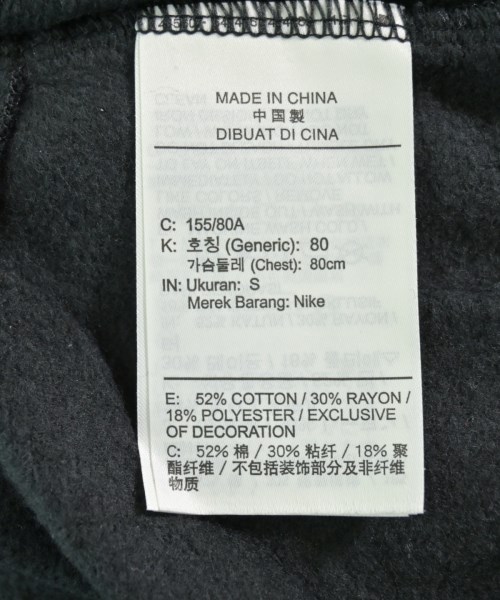 MADE IN CHINA
中国製
DIBUAT DI CINA
C: 155/80A
K: 호칭 (Generic): 80
가슴둘레 (Chest): 80cm
IN: Ukuran: S
Merek Barang: Nike
E: 52% COTTON / 30% RAYON /
18% POLYESTER / EXCLUSIVE
OF DECORATION
C: 52% 棉 / 30% 粘纤 / 18% 聚
酯纤维 / 不包括装饰部分及非纤维
物质